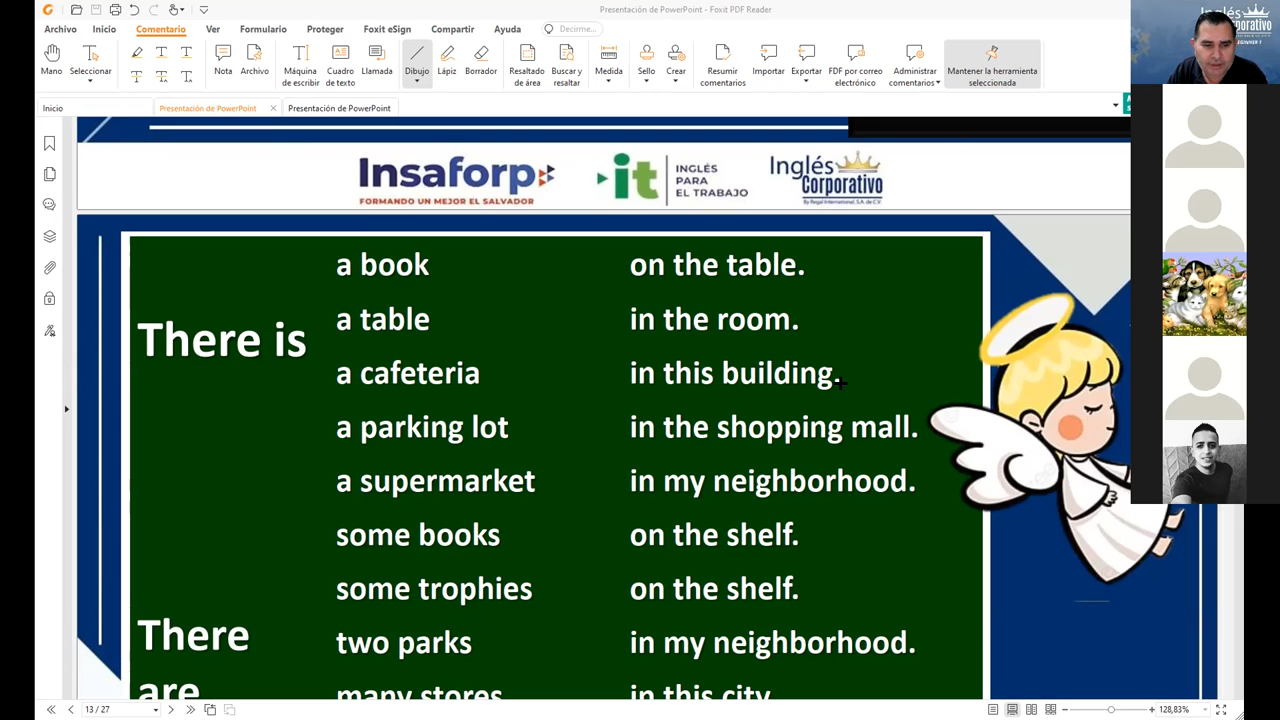 Presentación de PowerPoint - Foxit PDF Reader
Archivo Inicio Comentario Ver Formulario Proteger Foxit eSign Compartir Ayuda Decirme...
Mano Seleccionar Nota Archivo Máquina de escribir Cuadro de texto Llamada Dibujo Lápiz Borrador Resaltado de área Buscar y resaltar Medida Sello Crear Resumir comentarios Importar Exportar FDF por correo electrónico Administrar comentarios Mantener la herramienta seleccionada
Inicio Presentación de PowerPoint Presentación de PowerPoint
Inglés
Corporativo
BEGINNER 1
Insaforp
FORMANDO UN MEJOR EL SALVADOR
it
INGLÉS
PARA
EL TRABAJO
Inglés
Corporativo
By Regal International, S.A. de C.V.
There is
a book on the table.
a table in the room.
a cafeteria in this building.
a parking lot in the shopping mall.
a supermarket in my neighborhood.
There are
some books on the shelf.
some trophies on the shelf.
two parks in my neighborhood.
many stores in this city
13 / 27
128,83%